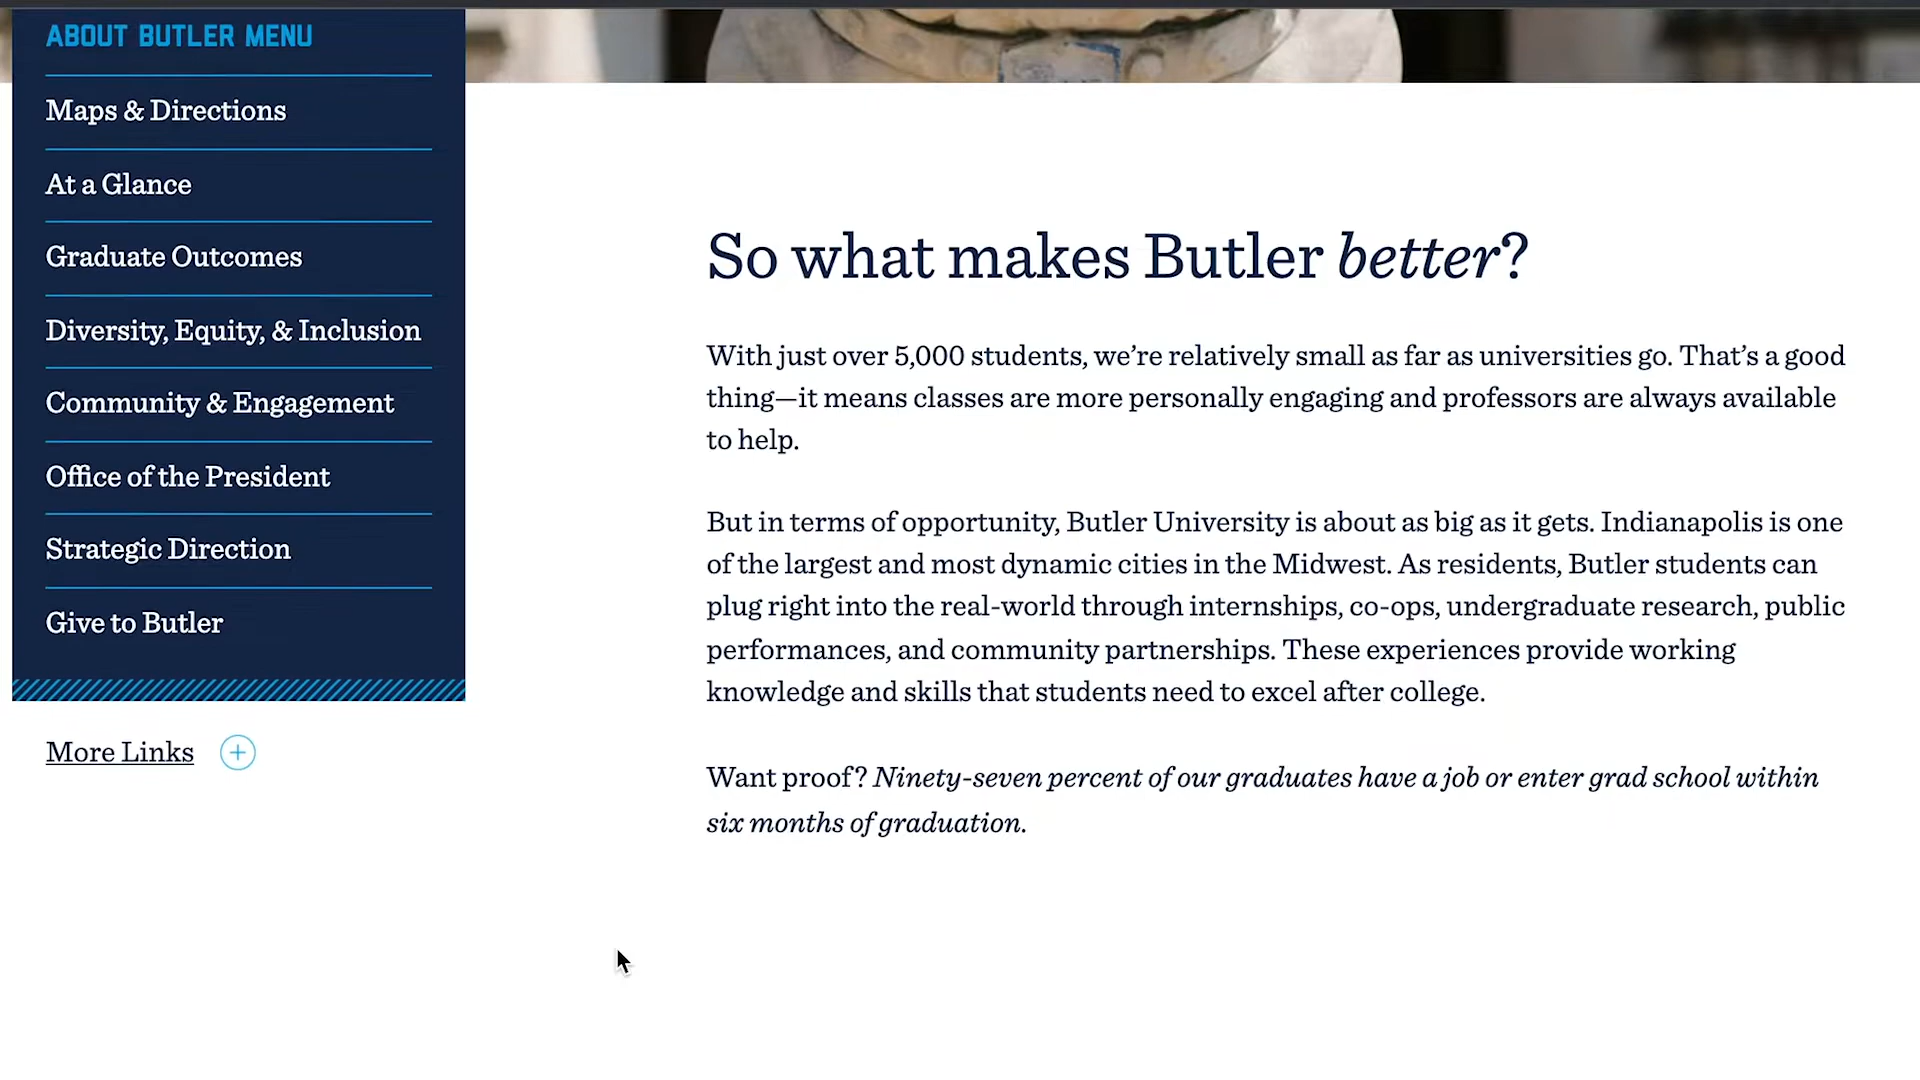 ABOUT BUTLER MENU
Maps & Directions
At a Glance
Graduate Outcomes
Diversity, Equity, & Inclusion
Community & Engagement
Office of the President
Strategic Direction
Give to Butler
More Links
So what makes Butler better?
With just over 5,000 students, we’re relatively small as far as universities go. That’s a good
thing—it means classes are more personally engaging and professors are always available
to help.
But in terms of opportunity, Butler University is about as big as it gets. Indianapolis is one
of the largest and most dynamic cities in the Midwest. As residents, Butler students can
plug right into the real-world through internships, co-ops, undergraduate research, public
performances, and community partnerships. These experiences provide working
knowledge and skills that students need to excel after college.
Want proof? Ninety-seven percent of our graduates have a job or enter grad school within
six months of graduation.